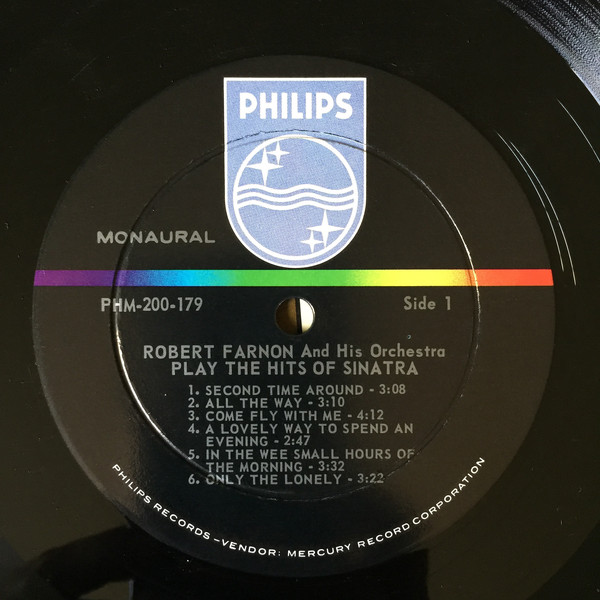 PHILIPS
MONAURAL
PHM-200-179
Side 1
ROBERT FARNON And His Orchestra
PLAY THE HITS OF SINATRA
1. SECOND TIME AROUND - 3:08
2. ALL THE WAY - 3:10
3. COME FLY WITH ME - 4:12
4. A LOVELY WAY TO SPEND AN
EVENING - 2:47
5. IN THE WEE SMALL HOURS OF
THE MORNING - 3:32
6. ONLY THE LONELY - 3:22
PHILIPS RECORDS–VENDOR: MERCURY RECORD CORPORATION